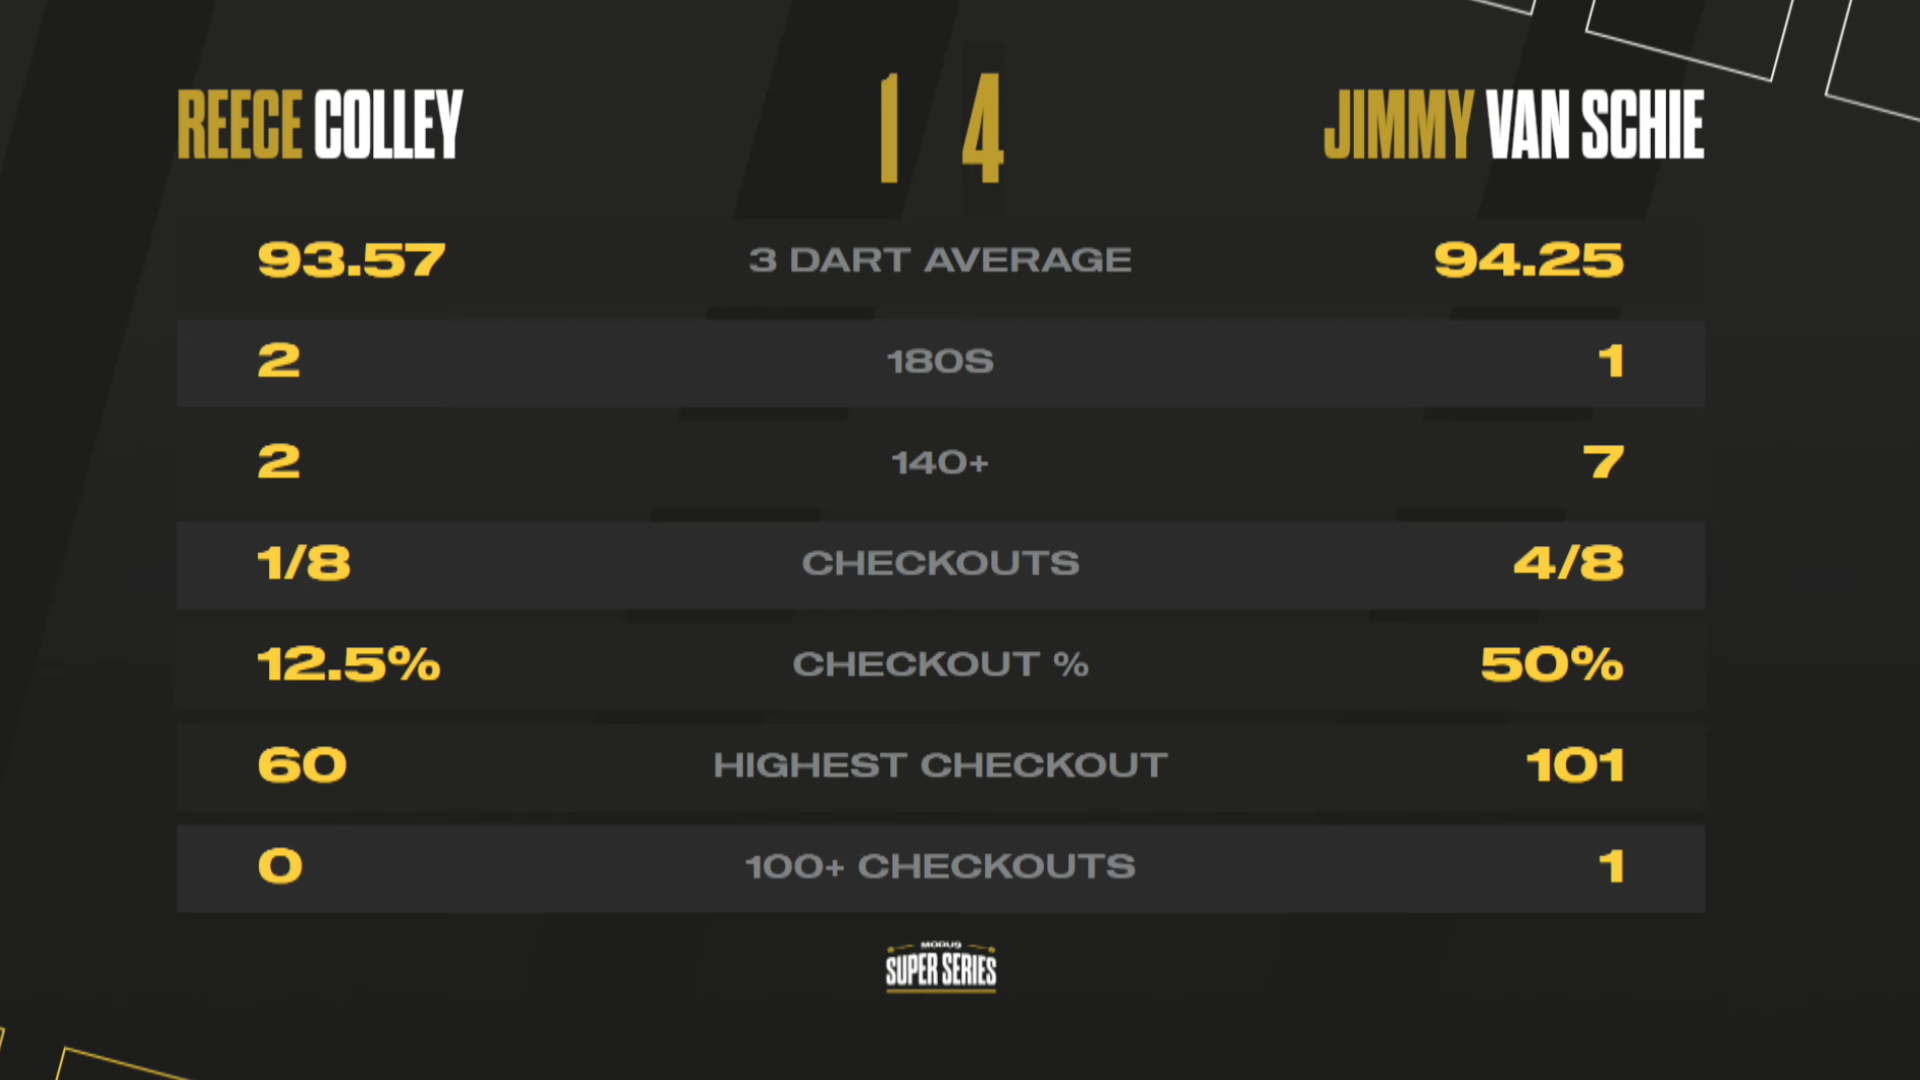 REECE COLLEY 1 4 JIMMY VAN SCHIE
93.57 3 DART AVERAGE 94.25
2 180S 1
2 140+ 7
1/8 CHECKOUTS 4/8
12.5% CHECKOUT % 50%
60 HIGHEST CHECKOUT 101
0 100+ CHECKOUTS 1
MODUS
SUPER SERIES